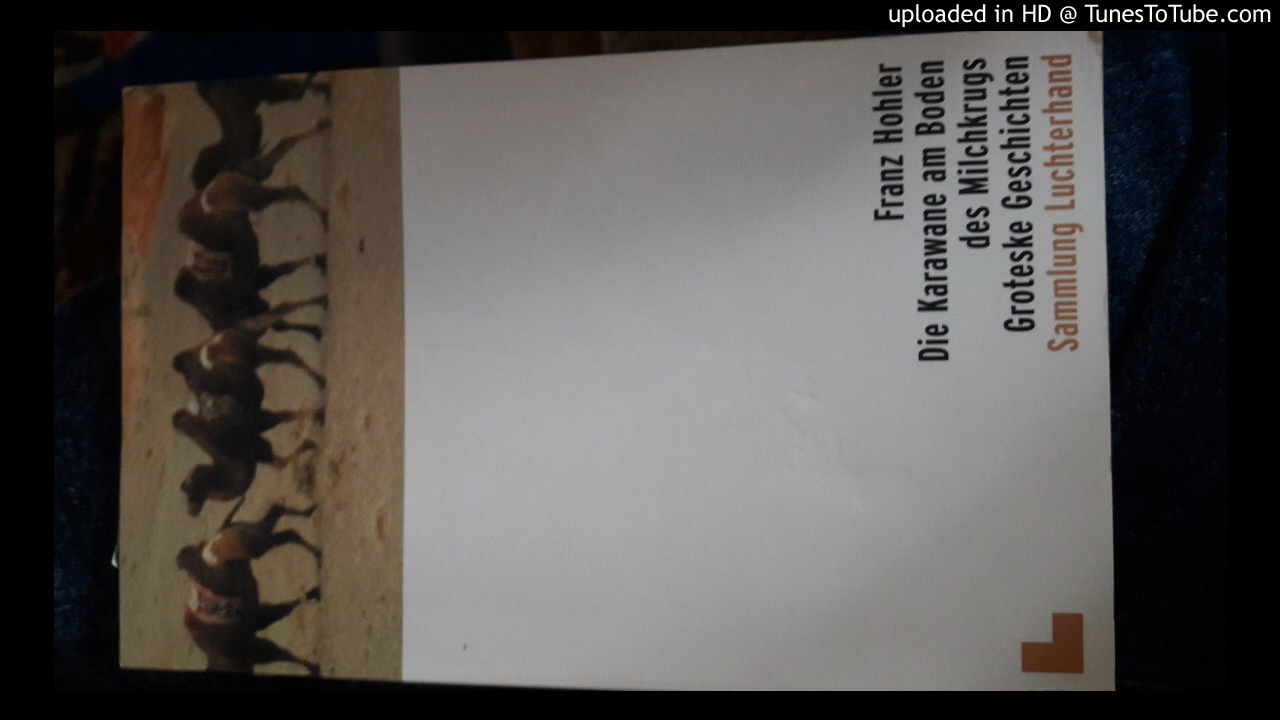 uploaded in HD @ TunesToTube.com
Franz Hohler
Die Karawane am Boden
des Milchkrugs
Groteske Geschichten
Sammlung Luchterhand